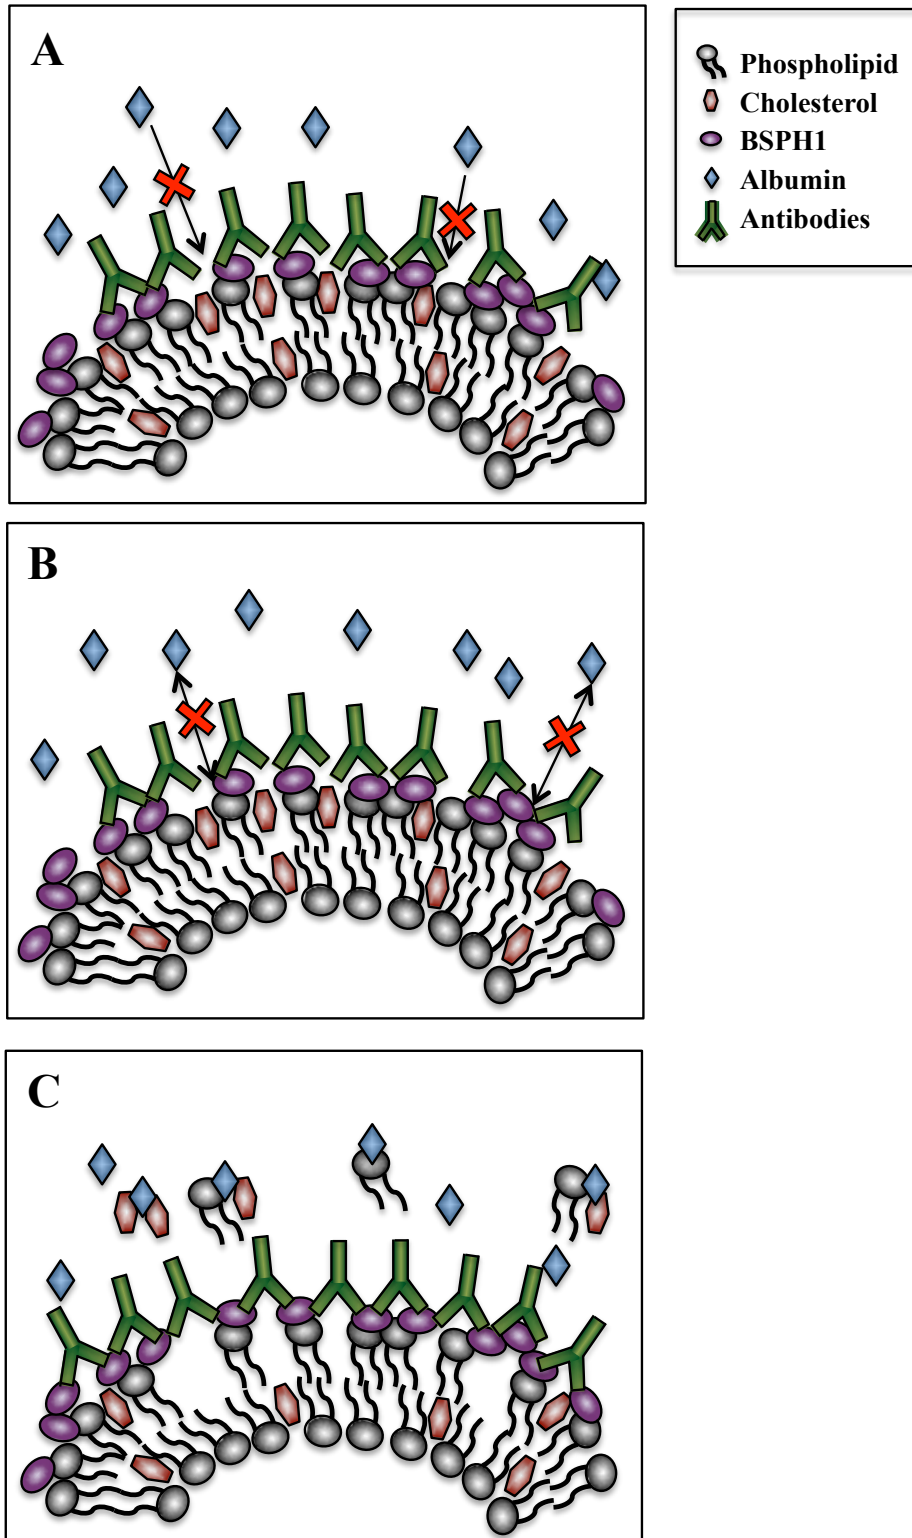 A
Phospholipid
Cholesterol
BSPH1
Albumin
Antibodies
B
C